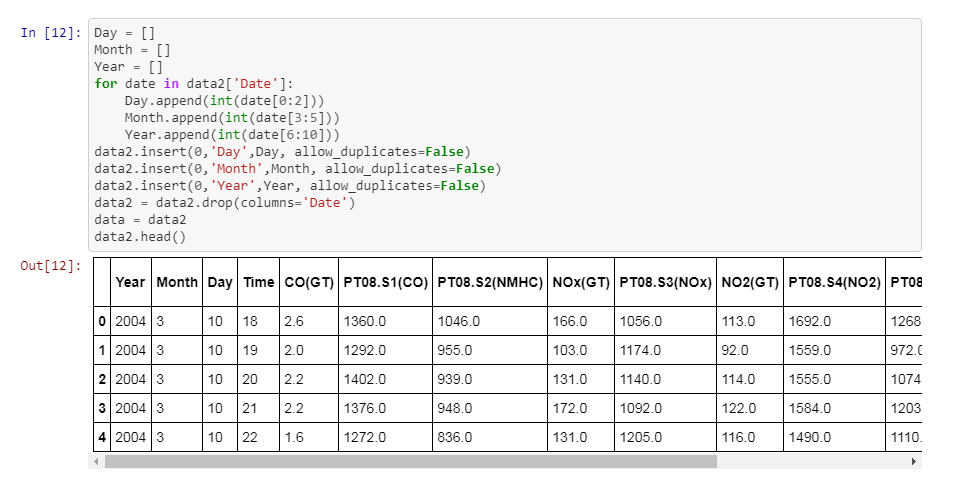 In [12]:
Day = []
Month = []
Year = []
for date in data2['Date']:
    Day.append(int(date[0:2]))
    Month.append(int(date[3:5]))
    Year.append(int(date[6:10]))
data2.insert(0,'Day',Day, allow_duplicates=False)
data2.insert(0,'Month',Month, allow_duplicates=False)
data2.insert(0,'Year',Year, allow_duplicates=False)
data2 = data2.drop(columns='Date')
data = data2
data2.head()
Out[12]:
Year Month Day Time CO(GT) PT08.S1(CO) PT08.S2(NMHC) NOx(GT) PT08.S3(NOx) NO2(GT) PT08.S4(NO2) PT08
0 2004 3 10 18 2.6 1360.0 1046.0 166.0 1056.0 113.0 1692.0 1268
1 2004 3 10 19 2.0 1292.0 955.0 103.0 1174.0 92.0 1559.0 972.0
2 2004 3 10 20 2.2 1402.0 939.0 131.0 1140.0 114.0 1555.0 1074
3 2004 3 10 21 2.2 1376.0 948.0 172.0 1092.0 122.0 1584.0 1203
4 2004 3 10 22 1.6 1272.0 836.0 131.0 1205.0 116.0 1490.0 1110.